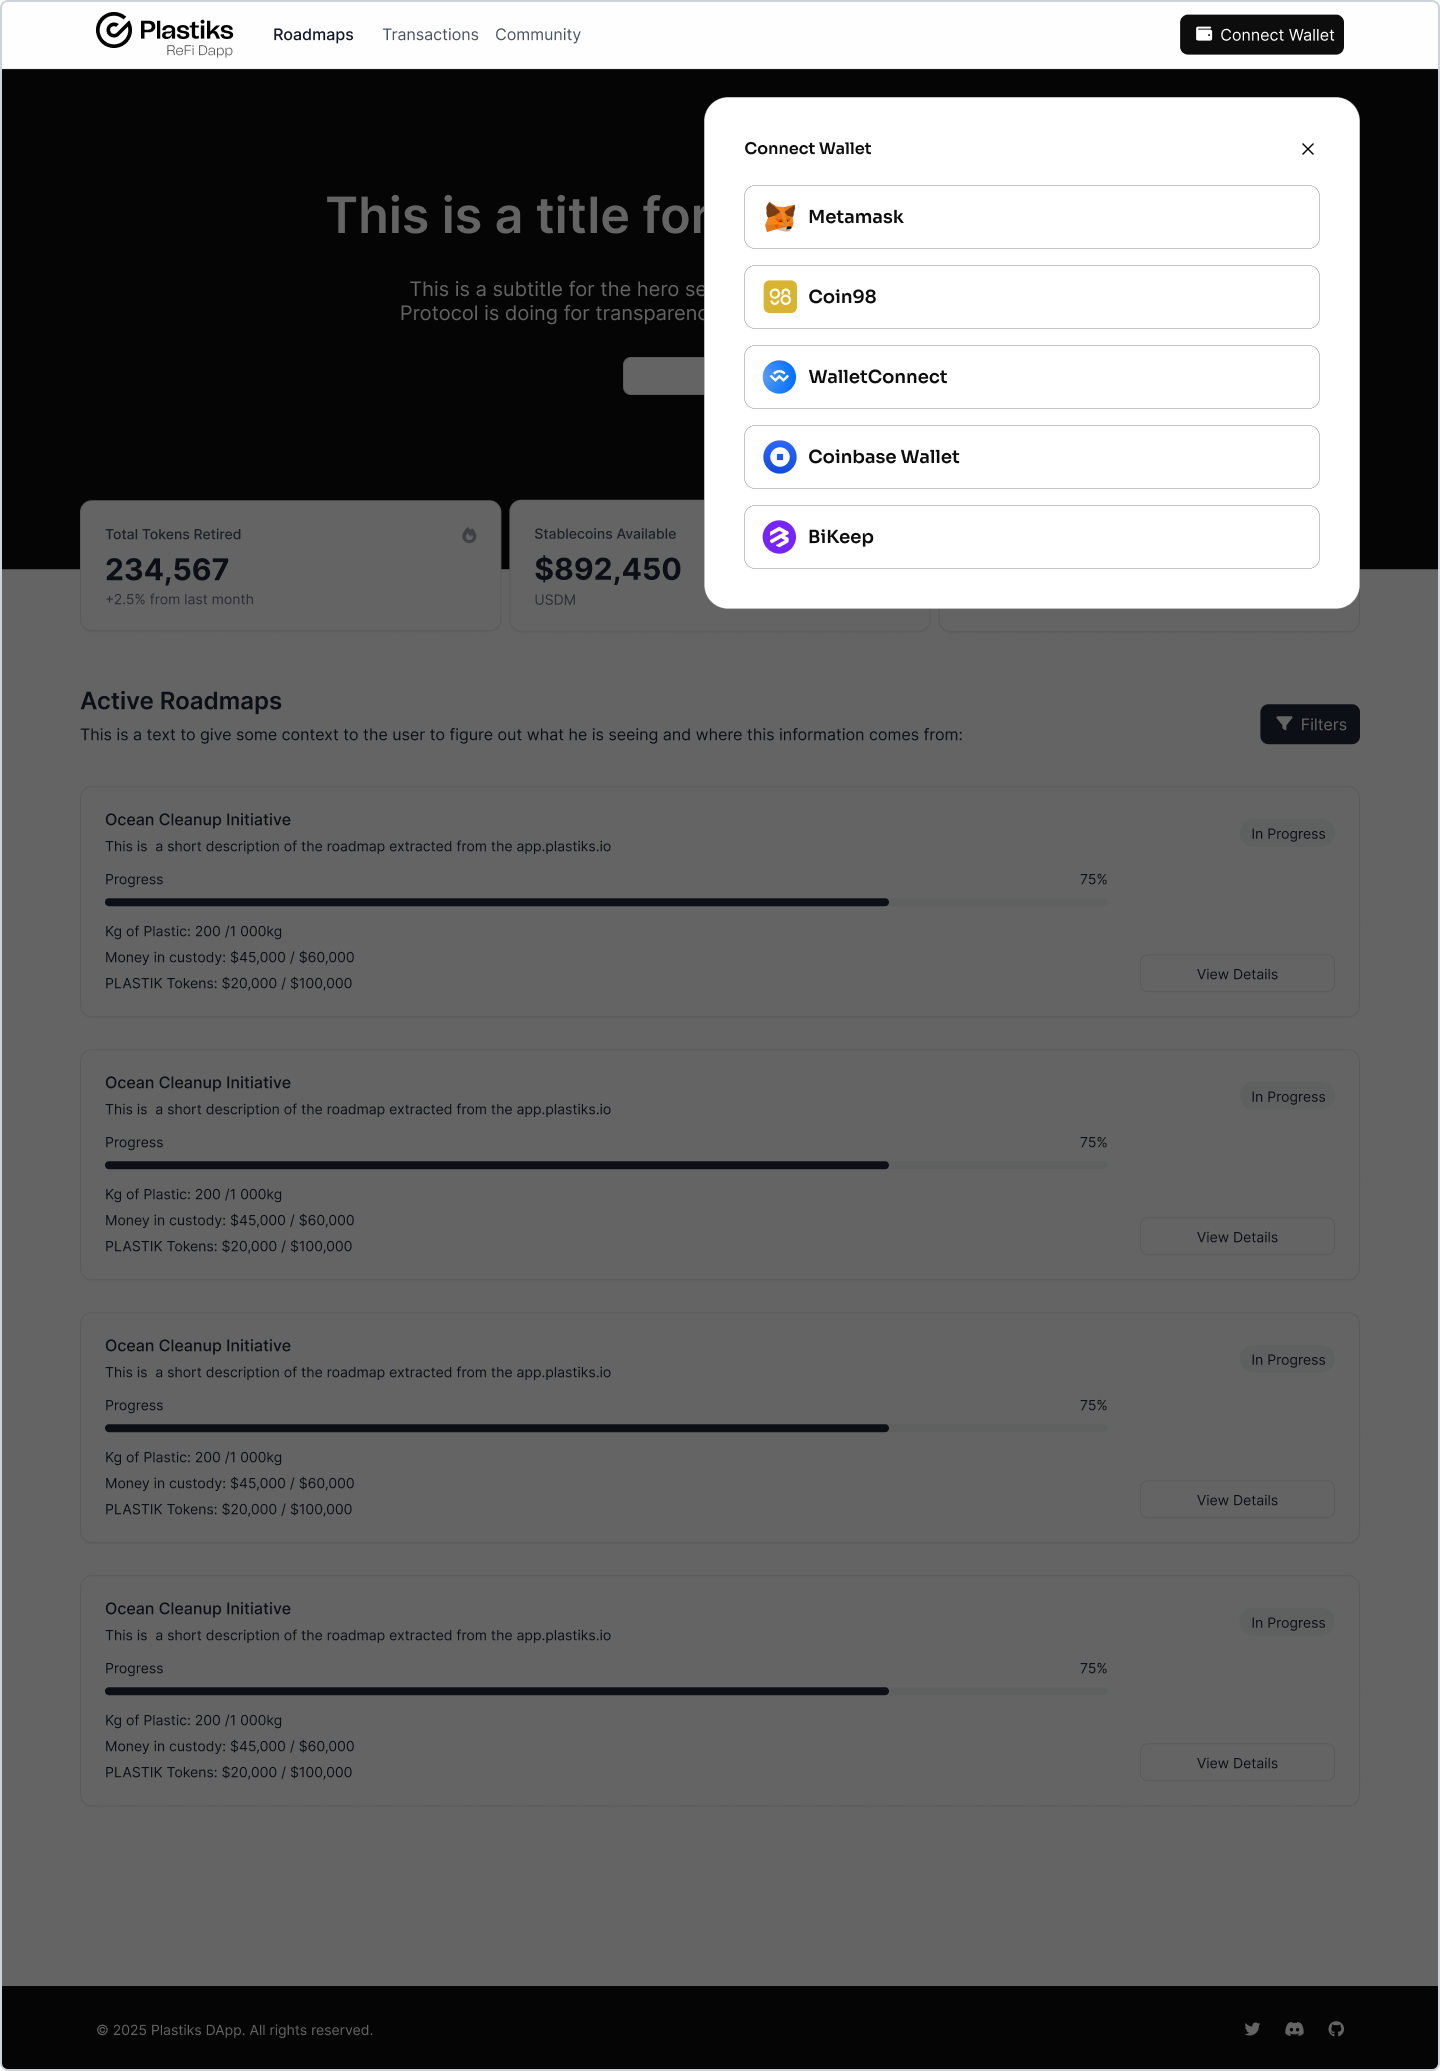 Plastiks
ReFi Dapp
Roadmaps
Transactions
Community
Connect Wallet
Connect Wallet
Metamask
Coin98
WalletConnect
Coinbase Wallet
BiKeep
This is a title for
This is a subtitle for the hero
Protocol is doing for
Total Tokens Retired
234,567
+2.5% from last month
Stablecoins Available
$892,450
USDM
Active Roadmaps
This is a text to give some context to the user to figure out what he is seeing and where this information comes from:
Filters
Ocean Cleanup Initiative
In Progress
This is  a short description of the roadmap extracted from the app.plastiks.io
Progress
75%
Kg of Plastic: 200 /1 000kg
Money in custody: $45,000 / $60,000
PLASTIK Tokens: $20,000 / $100,000
View Details
Ocean Cleanup Initiative
In Progress
This is  a short description of the roadmap extracted from the app.plastiks.io
Progress
75%
Kg of Plastic: 200 /1 000kg
Money in custody: $45,000 / $60,000
PLASTIK Tokens: $20,000 / $100,000
View Details
Ocean Cleanup Initiative
In Progress
This is  a short description of the roadmap extracted from the app.plastiks.io
Progress
75%
Kg of Plastic: 200 /1 000kg
Money in custody: $45,000 / $60,000
PLASTIK Tokens: $20,000 / $100,000
View Details
Ocean Cleanup Initiative
In Progress
This is  a short description of the roadmap extracted from the app.plastiks.io
Progress
75%
Kg of Plastic: 200 /1 000kg
Money in custody: $45,000 / $60,000
PLASTIK Tokens: $20,000 / $100,000
View Details
© 2025 Plastiks DApp. All rights reserved.